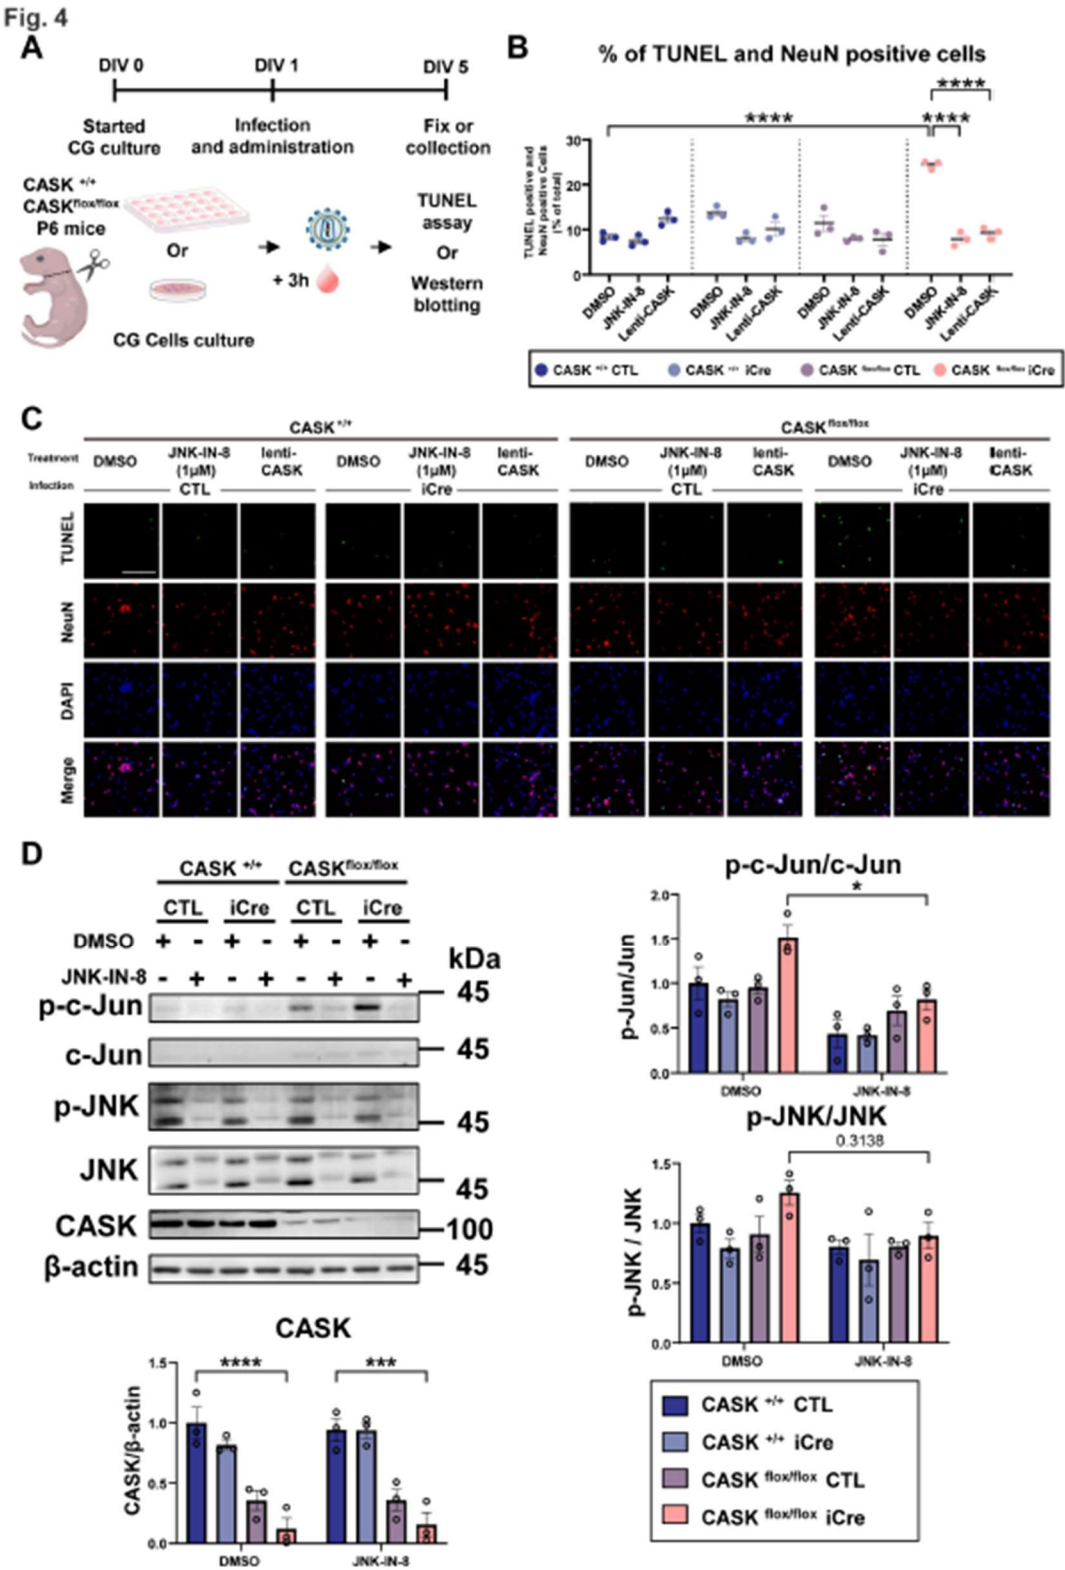 Fig. 4
A
DIV 0
DIV 1
DIV 5
Started
CG culture
Infection
and administration
Fix or
collection
CASK +/+
CASK flox/flox
P6 mice
Or
+ 3h
TUNEL
assay
Or
Western
blotting
CG Cells culture
B
% of TUNEL and NeuN positive cells
****
****
****
TUNEL positive and
NeuN positive Cells
(% of total)
30
20
10
0
DMSO
JNK-IN-8
Lenti-CASK
DMSO
JNK-IN-8
Lenti-CASK
DMSO
JNK-IN-8
Lenti-CASK
DMSO
JNK-IN-8
Lenti-CASK
CASK +/+ CTL
CASK +/+ iCre
CASK flox/flox CTL
CASK flox/flox iCre
C
CASK +/+
CASK flox/flox
Treatment
DMSO
JNK-IN-8
(1μM)
lenti-
CASK
DMSO
JNK-IN-8
(1μM)
lenti-
CASK
DMSO
JNK-IN-8
(1μM)
lenti-
CASK
DMSO
JNK-IN-8
(1μM)
lenti-
CASK
Infection
CTL
iCre
CTL
iCre
TUNEL
NeuN
DAPI
Merge
D
CASK +/+
CASK flox/flox
CTL
iCre
CTL
iCre
DMSO + - + - + - + -
JNK-IN-8 - + - + - + - +
kDa
p-c-Jun
45
c-Jun
45
p-JNK
45
JNK
45
CASK
100
β-actin
45
p-c-Jun/c-Jun
*
p-Jun/Jun
2.0
1.5
1.0
0.5
0.0
DMSO
JNK-IN-8
p-JNK/JNK
0.3138
p-JNK / JNK
1.5
1.0
0.5
0.0
DMSO
JNK-IN-8
CASK
****
***
CASK/β-actin
1.5
1.0
0.5
0.0
DMSO
JNK-IN-8
CASK +/+ CTL
CASK +/+ iCre
CASK flox/flox CTL
CASK flox/flox iCre